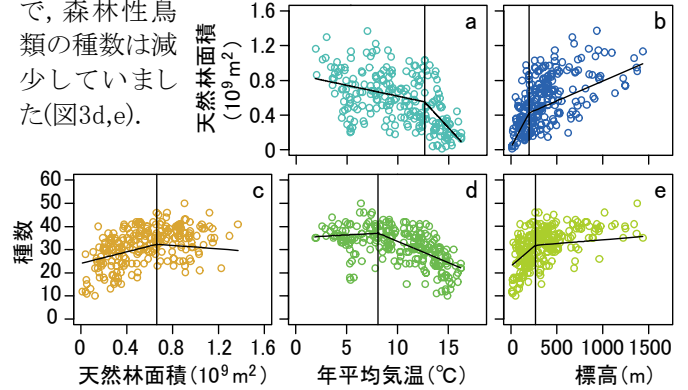 で，森林性鳥
類の種数は減
少していまし
た(図3d,e)．
天然林面積
(10⁹m²)
1.6
1.2
0.8
0.4
0
a
b
種数
60
50
40
30
20
10
0
c
d
e
0 0.4 0.8 1.2 1.6
0 5 10 15
0 500 1000 1500
天然林面積(10⁹m²)
年平均気温(℃)
標高(m)